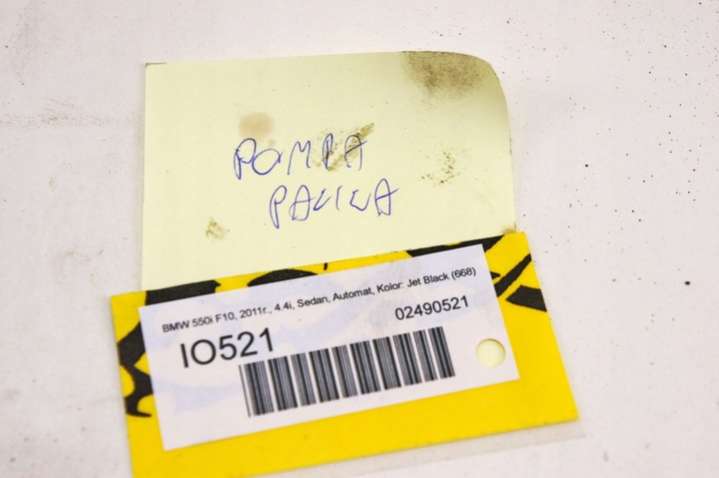 POMPA
PALIWA
BMW 550i F10, 2011r., 4.4i, Sedan, Automat, Kolor: Jet Black (668)
02490521
IO521